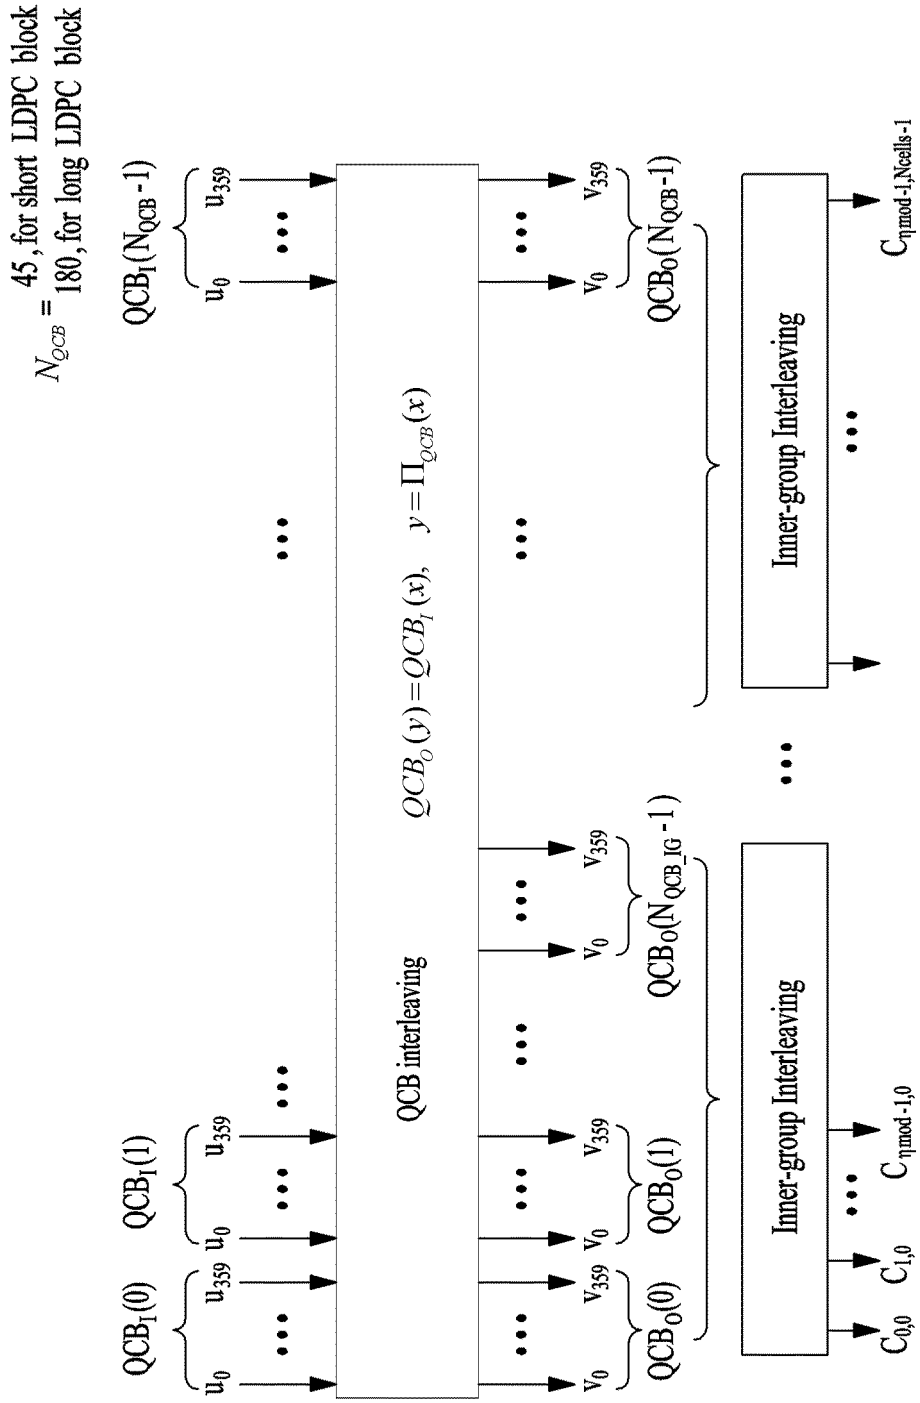 N_QCB = 45, for short LDPC block
180, for long LDPC block
QCB_I(0) QCB_I(1) QCB_I(N_QCB-1)
u_0 u_359 u_0 u_359 u_0 u_359
QCB interleaving QCB_O(y)=QCB_I(x), y=Π_QCB(x)
v_0 v_359 v_0 v_359 v_0 v_359 v_0 v_359
QCB_O(0) QCB_O(1) QCB_O(N_QCB_IG-1) QCB_O(N_QCB-1)
Inner-group Interleaving Inner-group Interleaving
C_0,0 C_1,0 C_ηmod-1,0 C_ηmod-1,Ncells-1